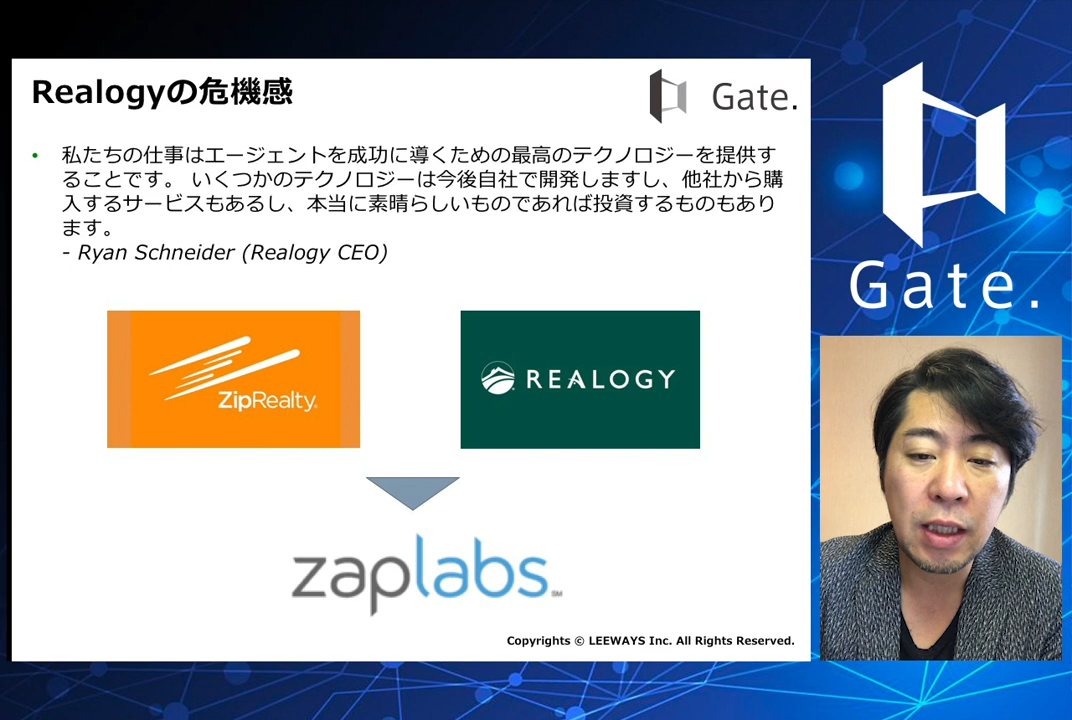 Realogyの危機感
Gate.
• 私たちの仕事はエージェントを成功に導くための最高のテクノロジーを提供す
ることです。 いくつかのテクノロジーは今後自社で開発しますし、他社から購
入するサービスもあるし、本当に素晴らしいものであれば投資するものもあり
ます。
- Ryan Schneider (Realogy CEO)
ZipRealty.
REALOGY
zaplabs SM
Copyrights © LEEWAYS Inc. All Rights Reserved.
Gate.